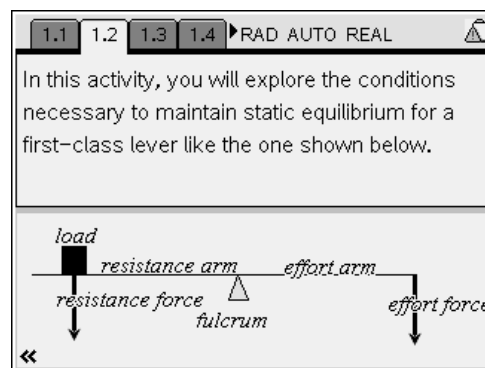 1.1 1.2 1.3 1.4 RAD AUTO REAL
In this activity, you will explore the conditions
necessary to maintain static equilibrium for a
first-class lever like the one shown below.
load
resistance arm effort arm
resistance force effort force
fulcrum
«